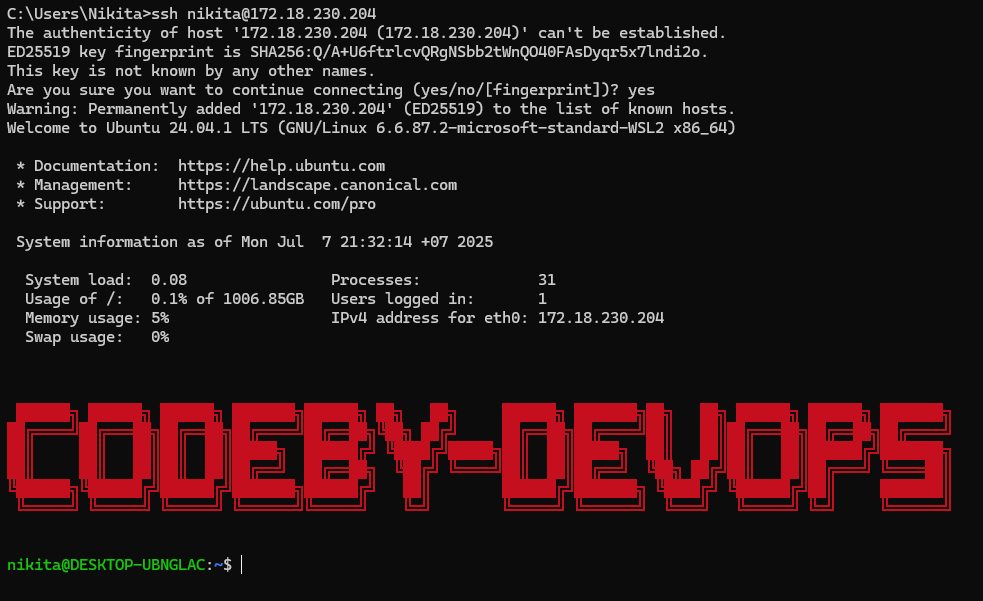 C:\Users\Nikita>ssh nikita@172.18.230.204
The authenticity of host '172.18.230.204 (172.18.230.204)' can't be established.
ED25519 key fingerprint is SHA256:Q/A+U6ftrlcvQRgNSbb2tWnQO40FAsDyqr5x7lndi2o.
This key is not known by any other names.
Are you sure you want to continue connecting (yes/no/[fingerprint])? yes
Warning: Permanently added '172.18.230.204' (ED25519) to the list of known hosts.
Welcome to Ubuntu 24.04.1 LTS (GNU/Linux 6.6.87.2-microsoft-standard-WSL2 x86_64)
* Documentation:  https://help.ubuntu.com
* Management:     https://landscape.canonical.com
* Support:        https://ubuntu.com/pro
System information as of Mon Jul  7 21:32:14 +07 2025
System load:  0.08                Processes:             31
Usage of /:   0.1% of 1006.85GB   Users logged in:       1
Memory usage: 5%                  IPv4 address for eth0: 172.18.230.204
Swap usage:   0%
CODEBY-DEVOPS
nikita@DESKTOP-UBNGLAC:~$